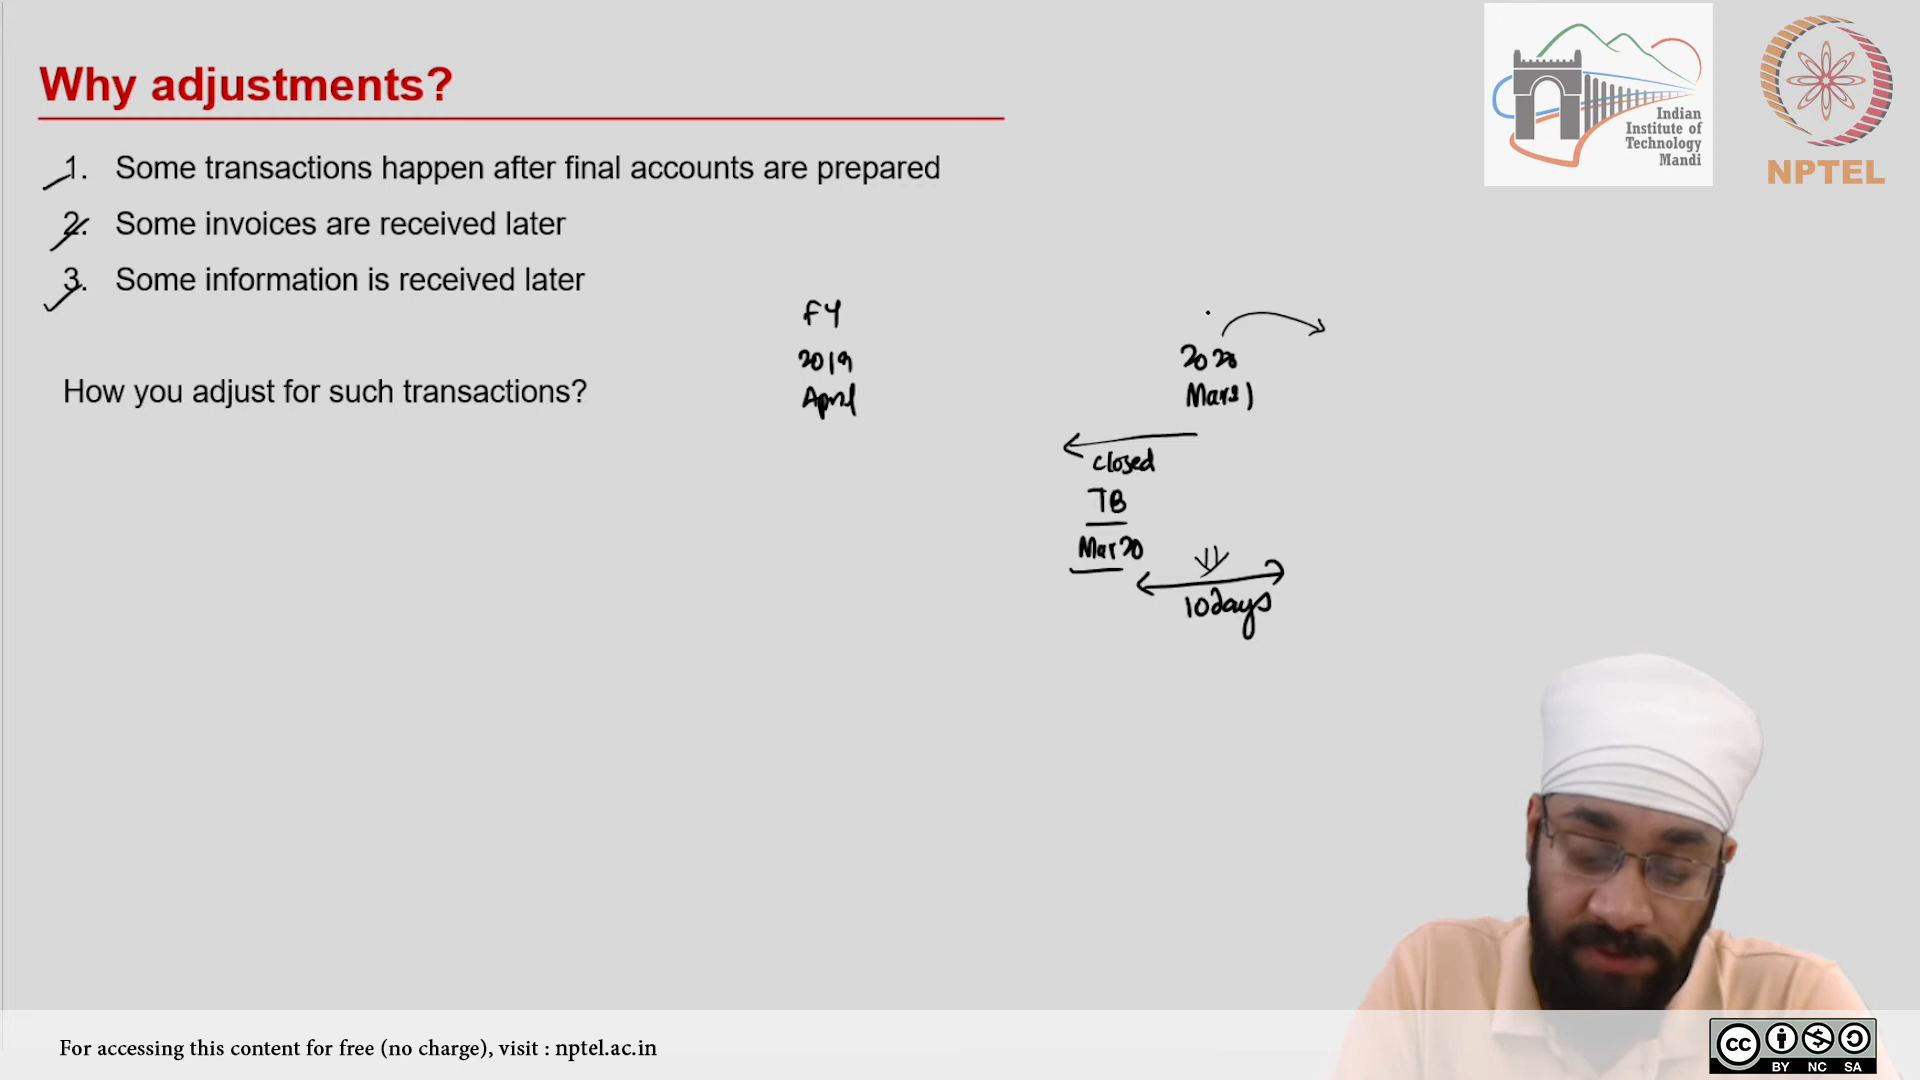 Why adjustments?
1. Some transactions happen after final accounts are prepared
2. Some invoices are received later
3. Some information is received later
How you adjust for such transactions?
FY
2019
April
2020
Mar31
closed
TB
Mar 20
10days
Indian
Institute of
Technology
Mandi
NPTEL
For accessing this content for free (no charge), visit : nptel.ac.in
cc
BY NC SA